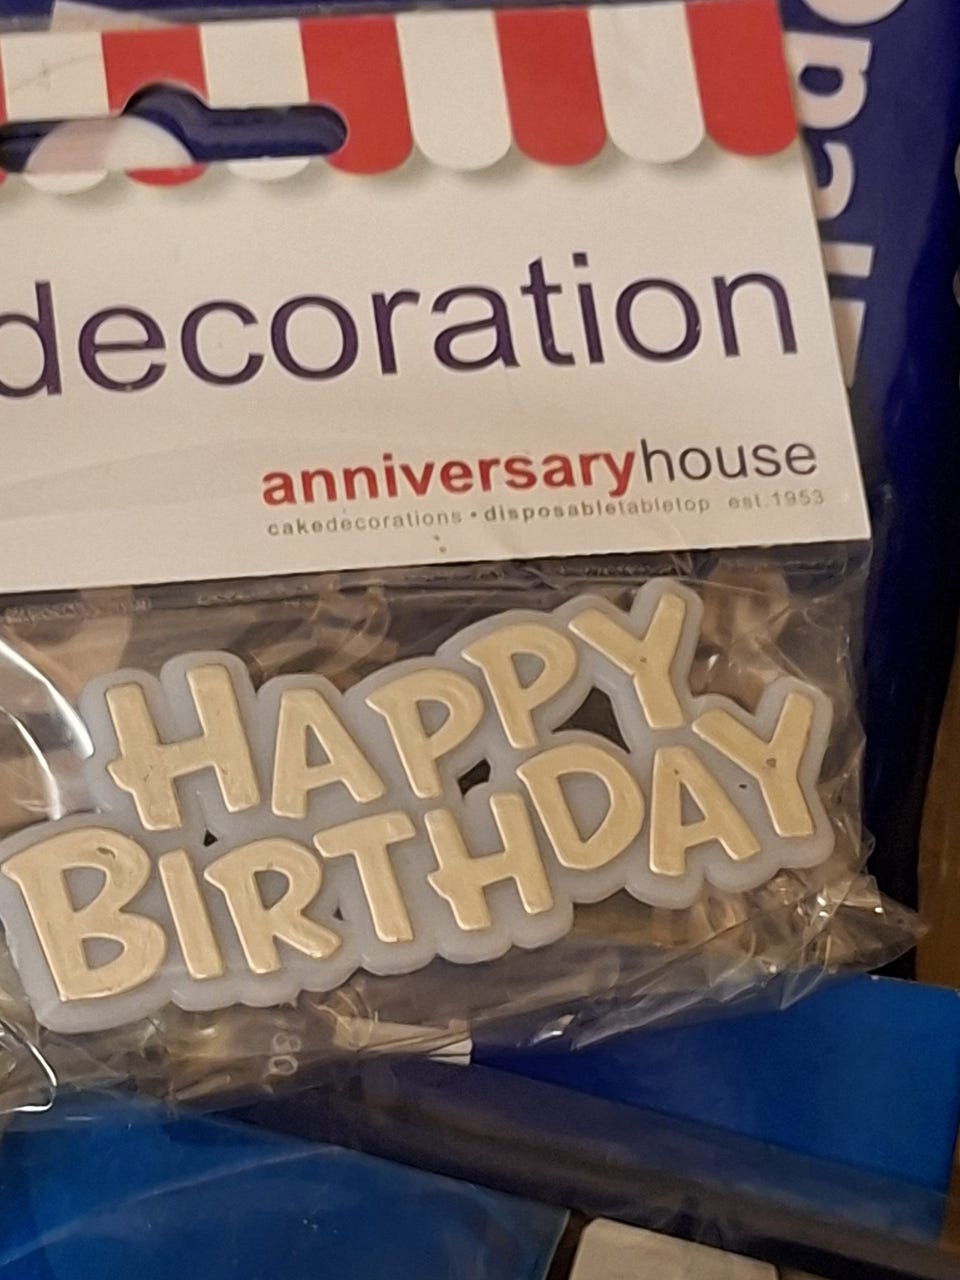 decoration
anniversaryhouse
cakedecorations • disposabletabletop est.1953
HAPPY
BIRTHDAY